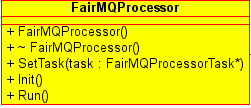 FairMQProcessor
+ FairMQProcessor()
+ ~ FairMQProcessor()
+ SetTask(task : FairMQProcessorTask*)
+ Init()
+ Run()